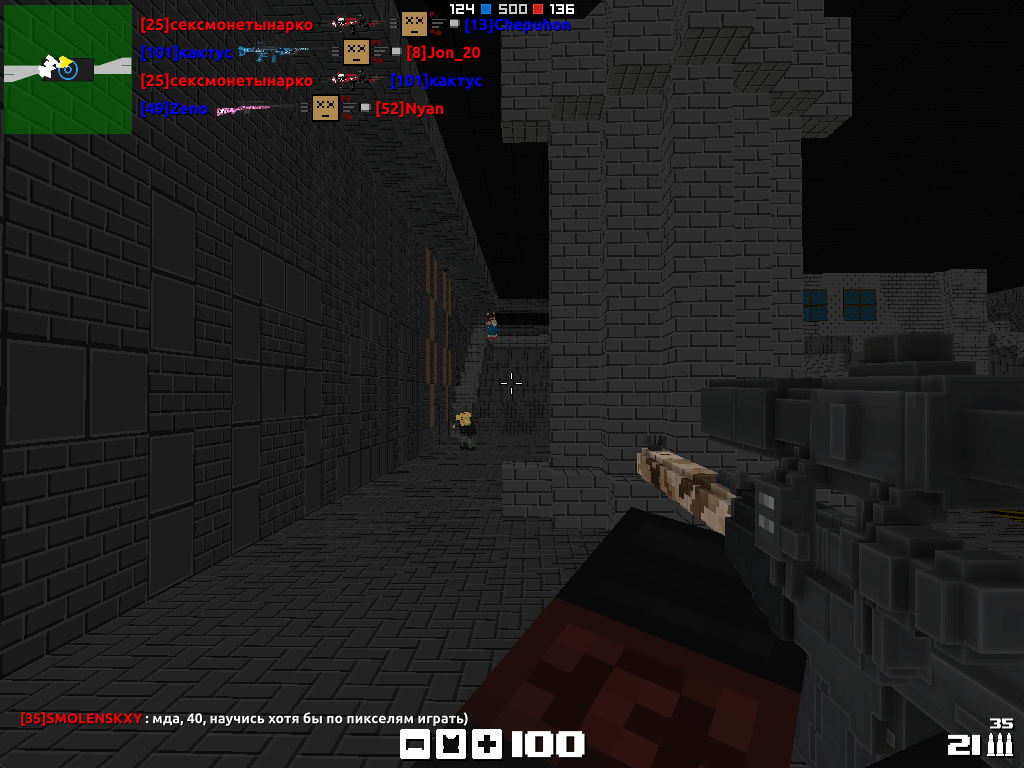 124 500 136
[25]сексмонетынарко [13]Chepuhon
[101]кактус [8]Jon_20
[25]сексмонетынарко [101]кактус
[49]Zeno [52]Nyan
[35]SMOLENSKXY : мда, 40, научись хотя бы по пикселям играть)
100
35
21